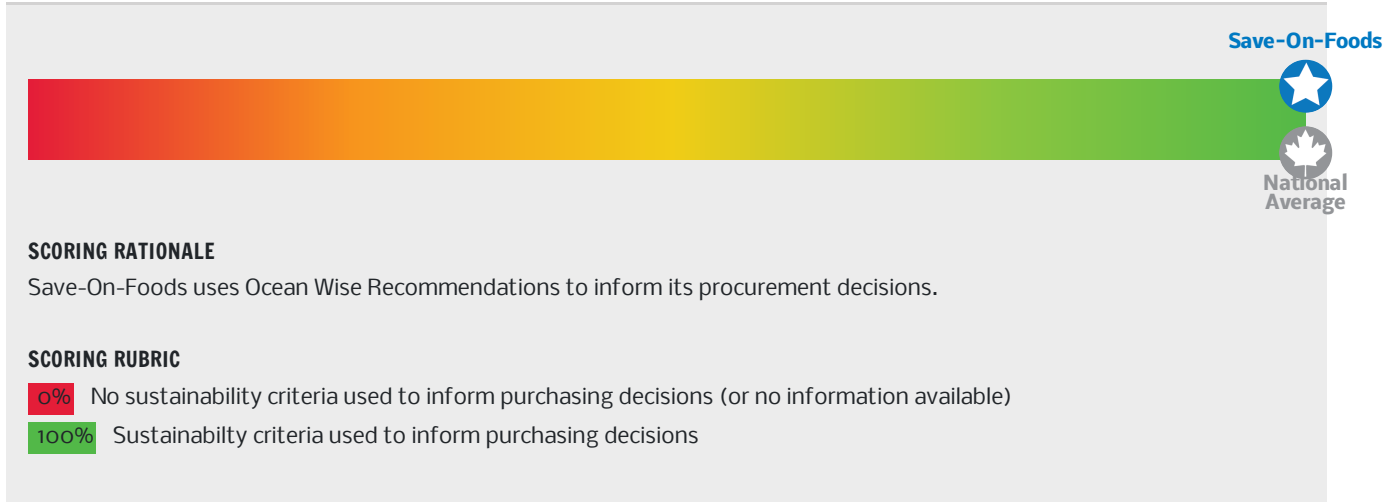 Save-On-Foods
National
Average
SCORING RATIONALE
Save-On-Foods uses Ocean Wise Recommendations to inform its procurement decisions.
SCORING RUBRIC
0% No sustainability criteria used to inform purchasing decisions (or no information available)
100% Sustainabilty criteria used to inform purchasing decisions